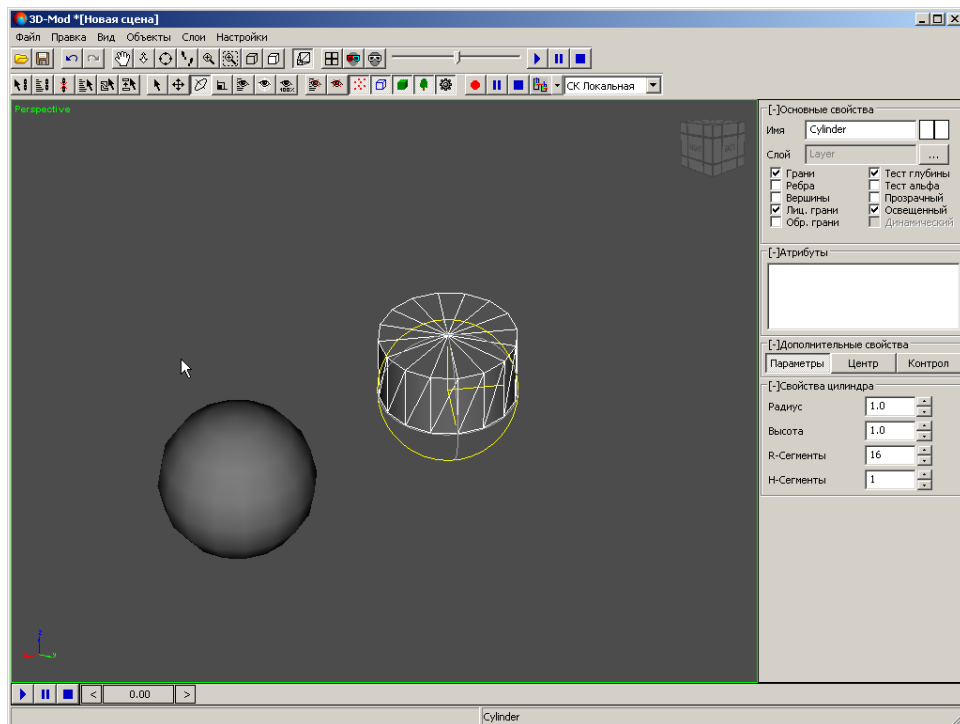 3D-Mod *[Новая сцена]
Файл Правка Вид Объекты Слои Настройки
100%
СК Локальная
Perspective
[-]Основные свойства
Имя Cylinder
Слой Layer ...
Грани Тест глубины
Ребра Тест альфа
Вершины Прозрачный
Лиц. грани Освещенный
Обр. грани Динамический
[-]Атрибуты
[-]Дополнительные свойства
Параметры Центр Контрол
[-]Свойства цилиндра
Радиус 1.0
Высота 1.0
R-Сегменты 16
H-Сегменты 1
z
y
< 0.00 >
Cylinder